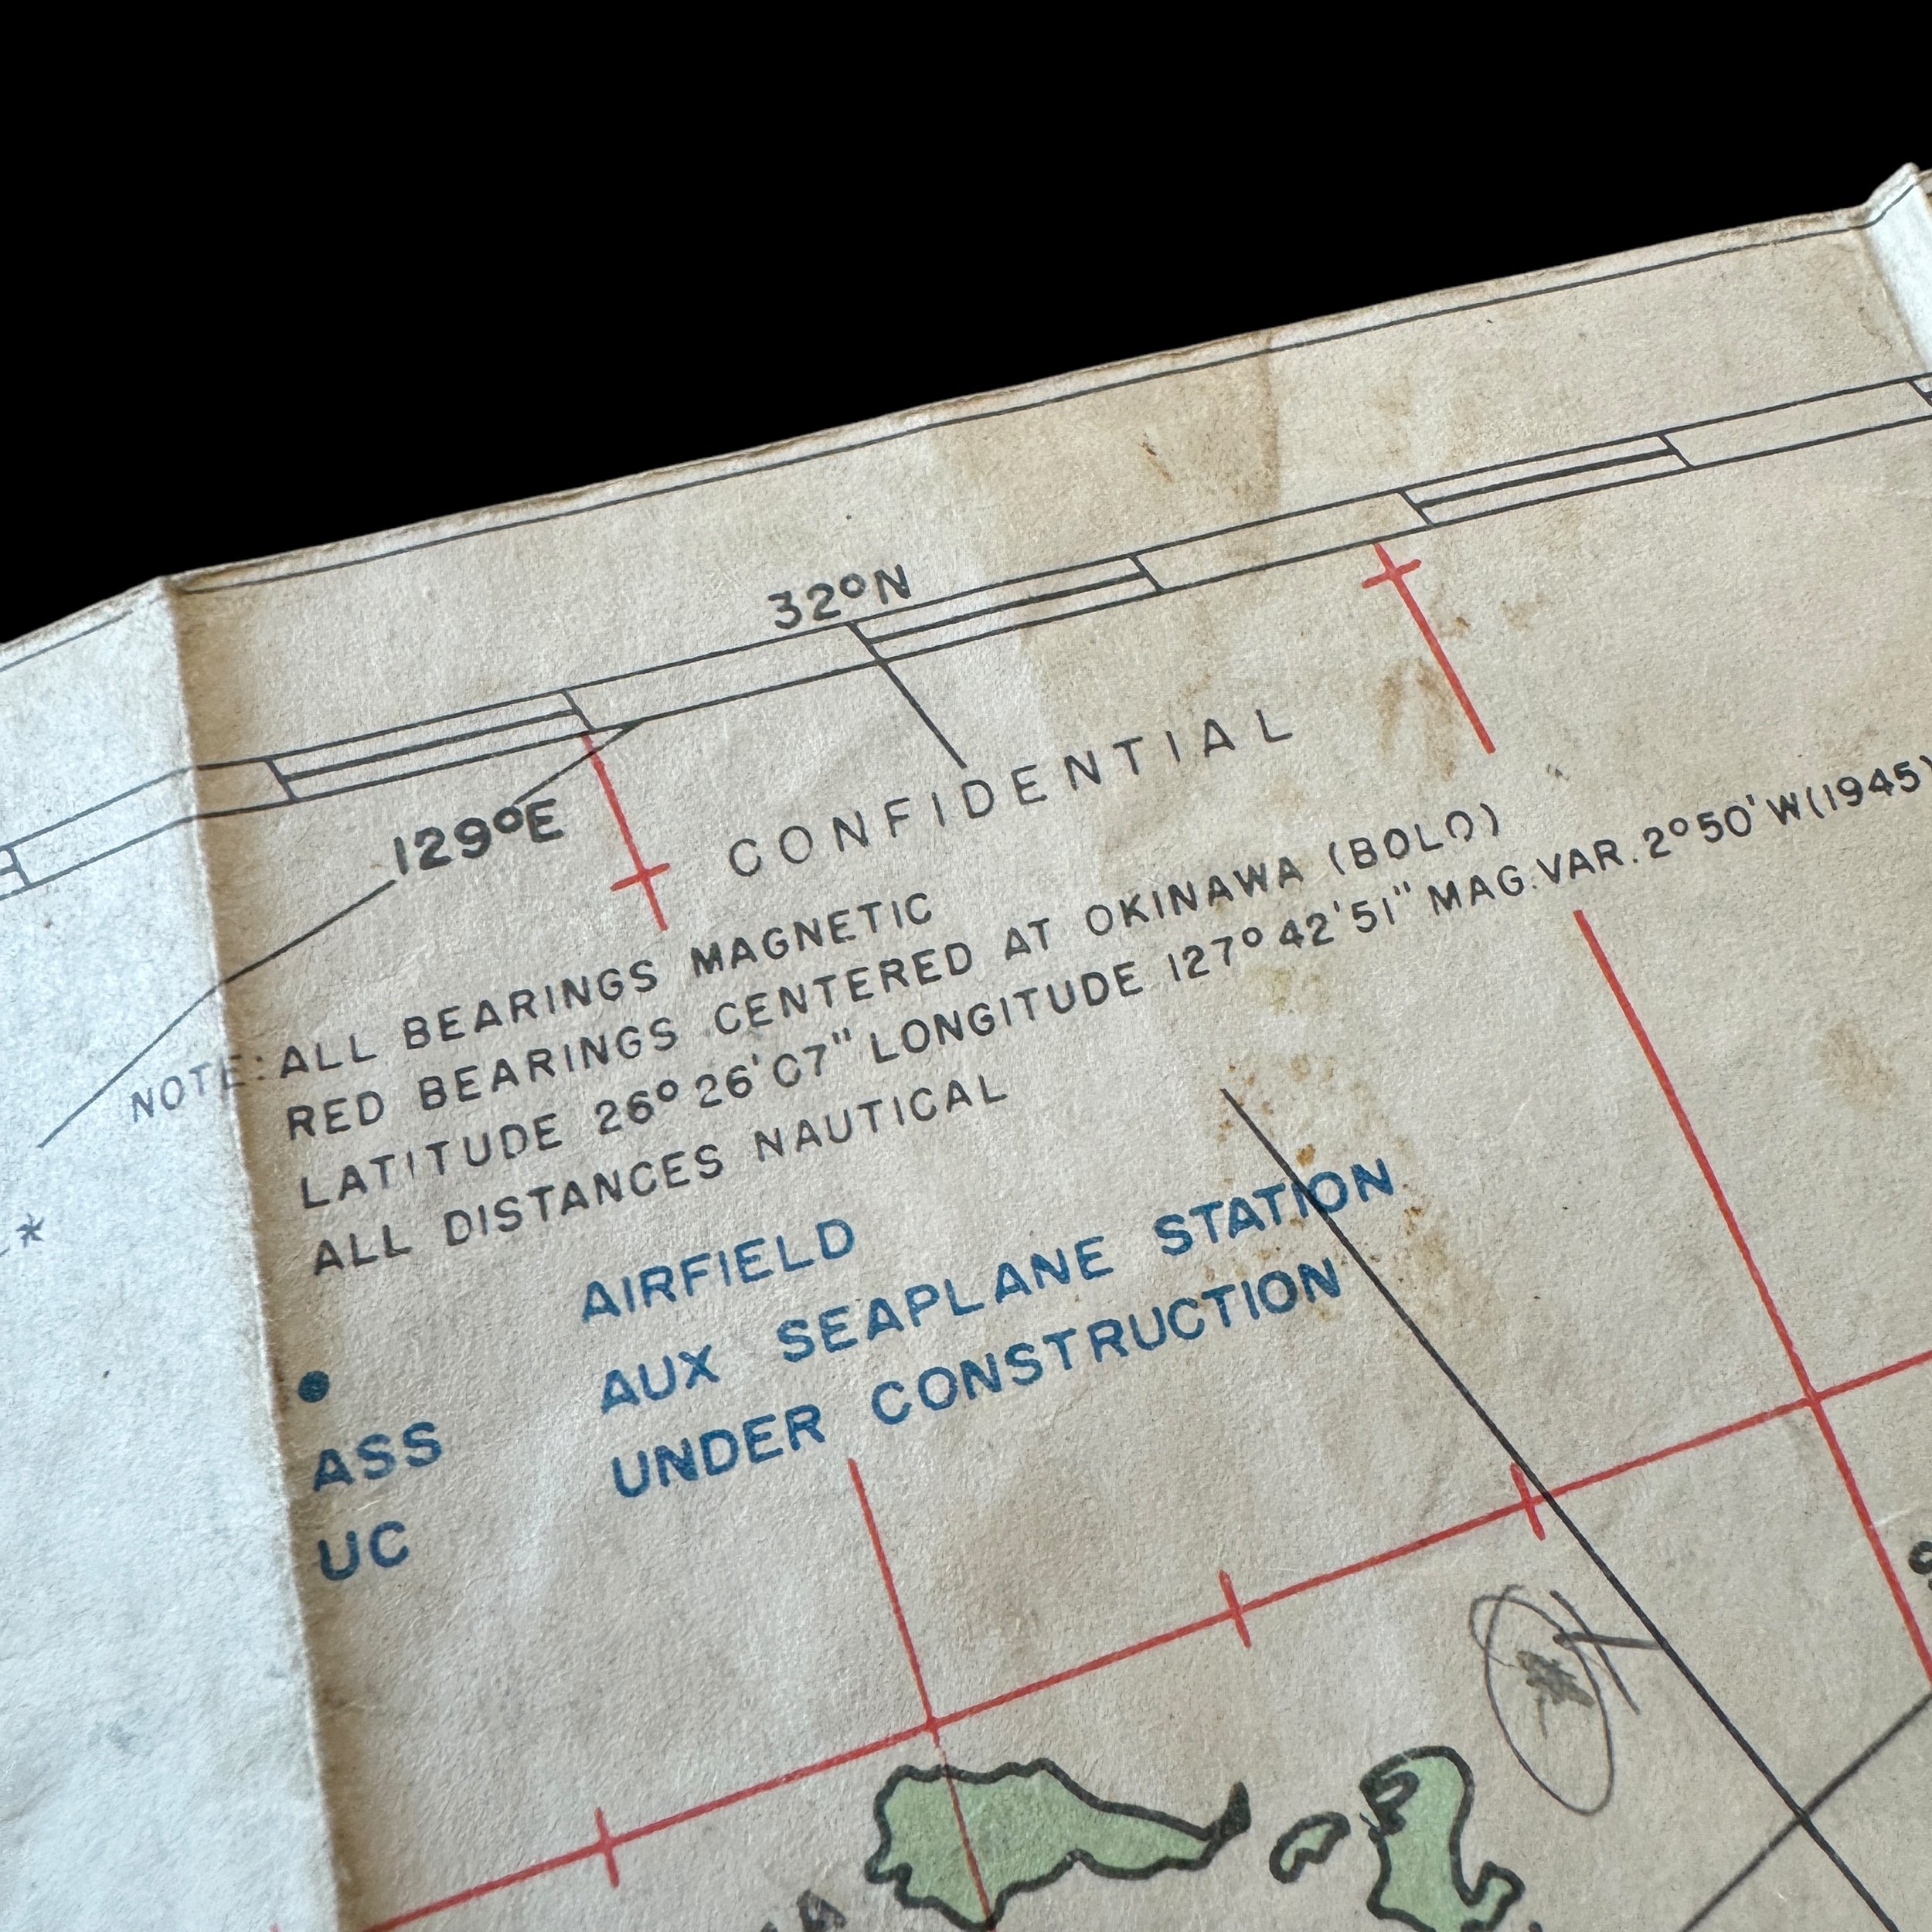 32°N
129°E
CONFIDENTIAL
NOTE: ALL BEARINGS MAGNETIC
RED BEARINGS CENTERED AT OKINAWA (BOLO)
LATITUDE 26° 26' 07" LONGITUDE 127° 42' 51" MAG. VAR. 2° 50' W (1945)
ALL DISTANCES NAUTICAL
• AIRFIELD
ASS AUX SEAPLANE STATION
UC UNDER CONSTRUCTION